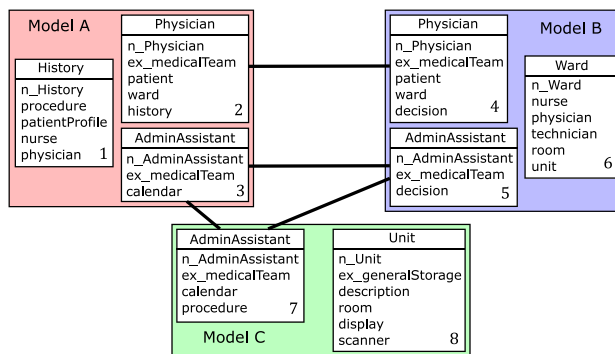 Model A
History
n_History
procedure
patientProfile
nurse
physician 1
Physician
n_Physician
ex_medicalTeam
patient
ward
history 2
AdminAssistant
n_AdminAssistant
ex_medicalTeam
calendar 3
Model B
Physician
n_Physician
ex_medicalTeam
patient
ward
decision 4
AdminAssistant
n_AdminAssistant
ex_medicalTeam
decision 5
Ward
n_Ward
nurse
physician
technician
room
unit 6
AdminAssistant
n_AdminAssistant
ex_medicalTeam
calendar
procedure 7
Model C
Unit
n_Unit
ex_generalStorage
description
room
display
scanner 8